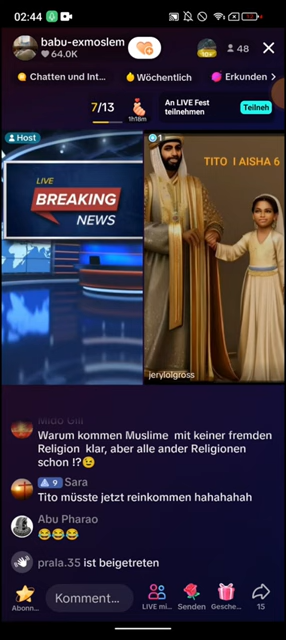 02:44
babu-exmoslem
64.0K
48
Chatten und Int...
Wöchentlich
Erkunden
7/13
1h18m
An LIVE Fest
teilnehmen
Teilneh
Host
1
LIVE
BREAKING
NEWS
TITO I AISHA 6
jerylolgross
Warum kommen Muslime mit keiner fremden
Religion klar, aber alle ander Religionen
schon !?😉
9 Sara
Tito müsste jetzt reinkommen hahahahah
Abu Pharao
😂😂😂
prala.35 ist beigetreten
Abonn...
Komment...
LIVE mi...
Senden
Gesche...
15